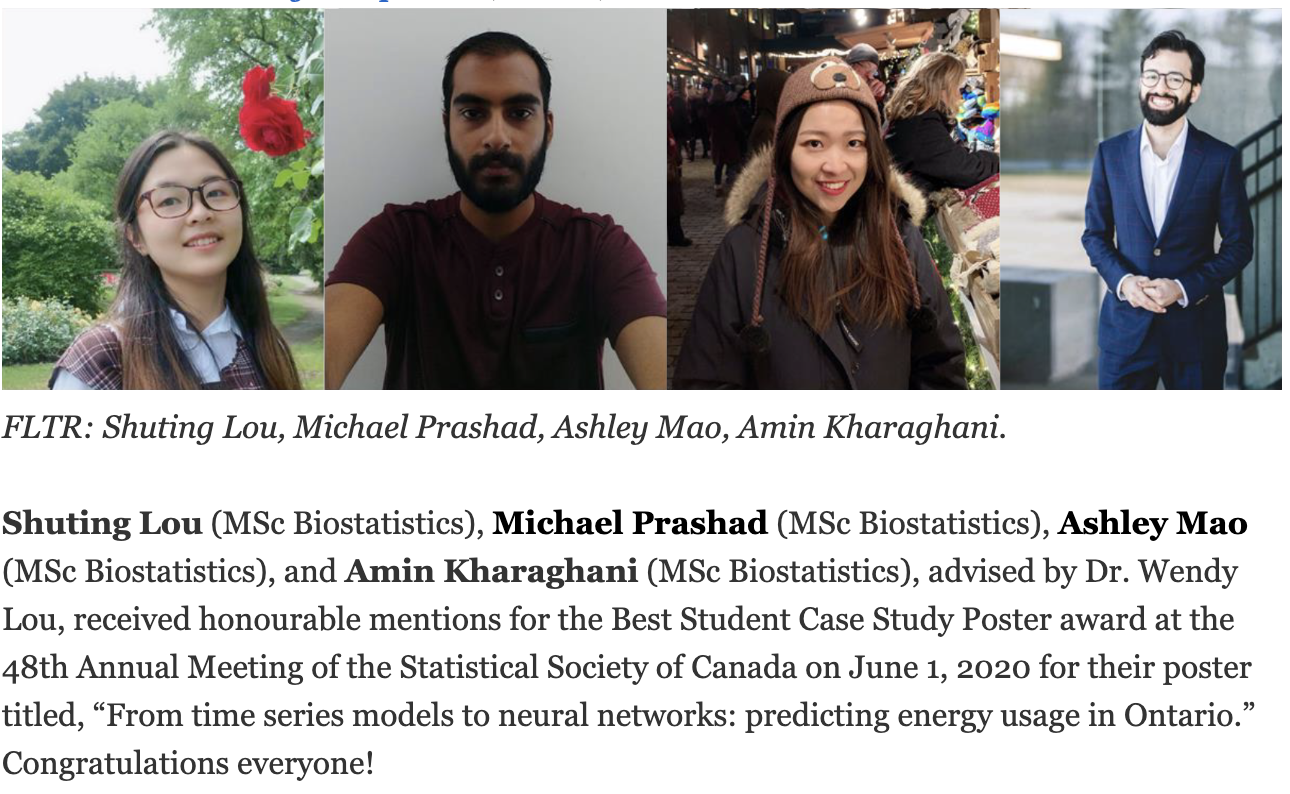 FLTR: Shuting Lou, Michael Prashad, Ashley Mao, Amin Kharaghani.
Shuting Lou (MSc Biostatistics), Michael Prashad (MSc Biostatistics), Ashley Mao
(MSc Biostatistics), and Amin Kharaghani (MSc Biostatistics), advised by Dr. Wendy
Lou, received honourable mentions for the Best Student Case Study Poster award at the
48th Annual Meeting of the Statistical Society of Canada on June 1, 2020 for their poster
titled, “From time series models to neural networks: predicting energy usage in Ontario.”
Congratulations everyone!